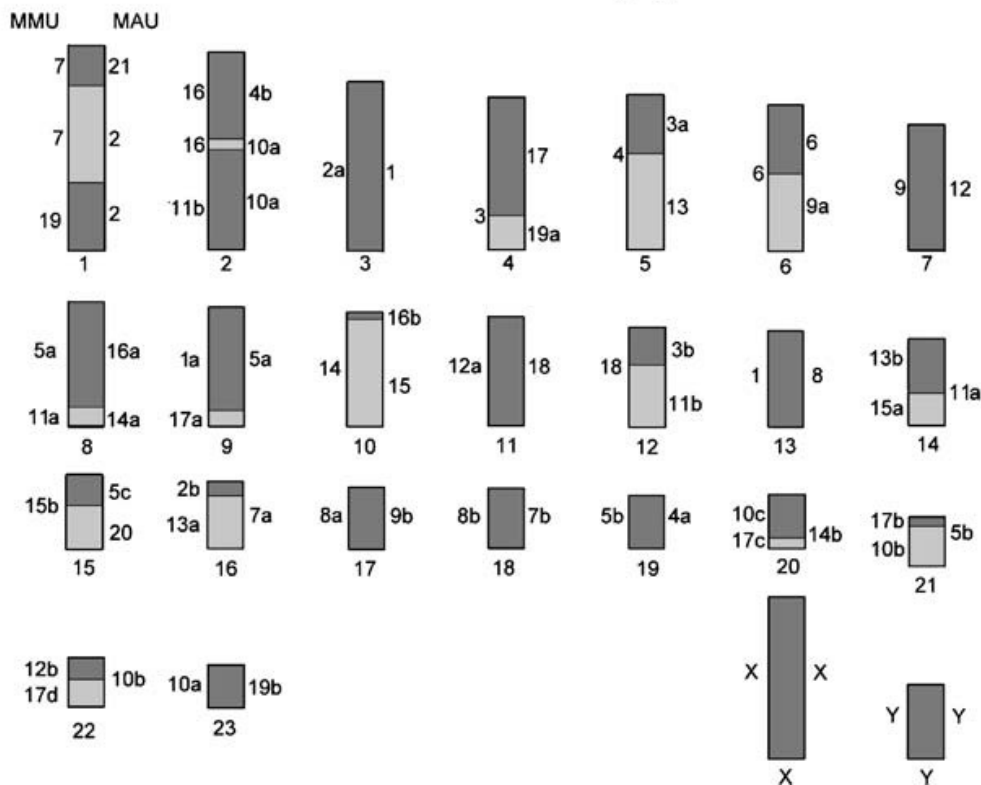 MMU MAU
7 21 16 4b 3a 6
7 2 16 10a 2a 1 17 4 6 9 12
19 2 11b 10a 3 19a 13 9a
1 2 3 4 5 6 7
5a 16a 1a 5a 14 16b 12a 18 18 3b 1 8 13b 11a
11a 14a 17a 15 11b 15a
8 9 10 11 12 13 14
15b 5c 2b 7a 8a 9b 8b 7b 5b 4a 10c 14b 17b 5b
20 13a 17c 10b
15 16 17 18 19 20 21
12b 10b 10a 19b X X
17d Y Y
22 23
X Y